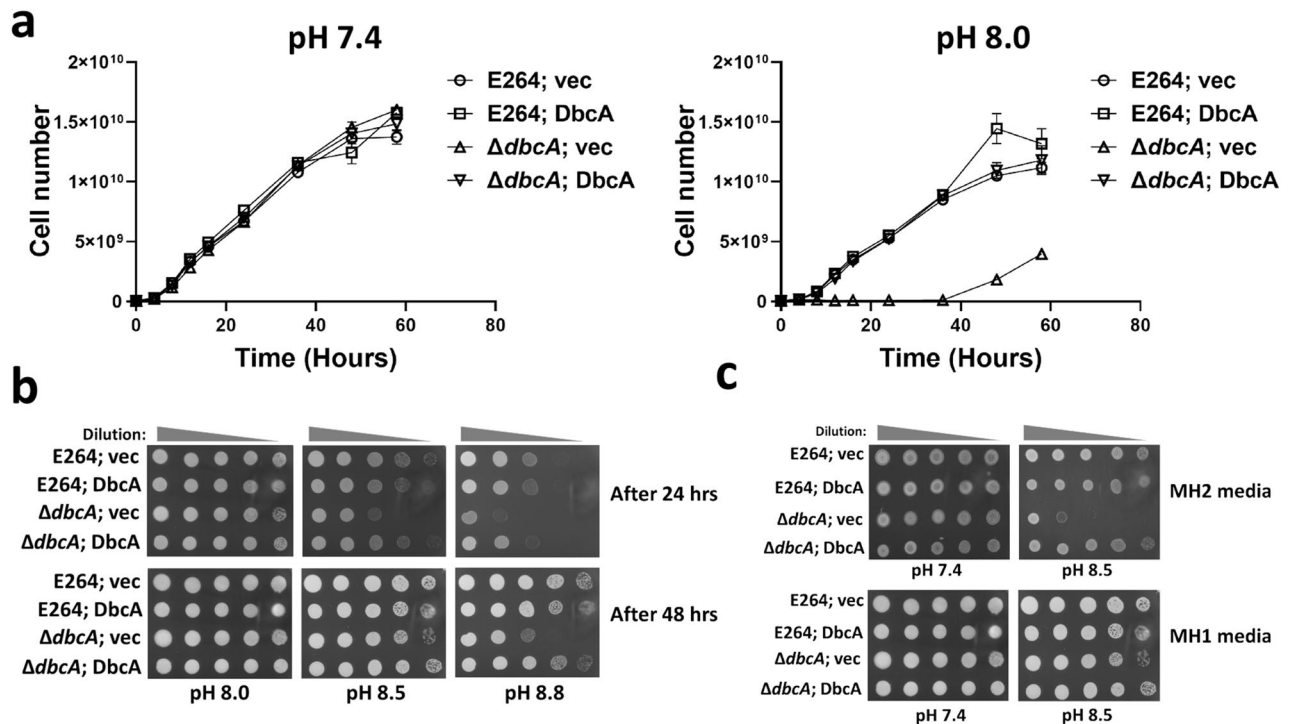 a
pH 7.4
2×10¹⁰
1.5×10¹⁰
1×10¹⁰
5×10⁹
0
Cell number
0 20 40 60 80
Time (Hours)
E264; vec
E264; DbcA
ΔdbcA; vec
ΔdbcA; DbcA
pH 8.0
2×10¹⁰
1.5×10¹⁰
1×10¹⁰
5×10⁹
0
Cell number
0 20 40 60 80
Time (Hours)
E264; vec
E264; DbcA
ΔdbcA; vec
ΔdbcA; DbcA
b
Dilution:
E264; vec
E264; DbcA
ΔdbcA; vec
ΔdbcA; DbcA
After 24 hrs
E264; vec
E264; DbcA
ΔdbcA; vec
ΔdbcA; DbcA
After 48 hrs
pH 8.0 pH 8.5 pH 8.8
c
Dilution:
E264; vec
E264; DbcA
ΔdbcA; vec
ΔdbcA; DbcA
MH2 media
pH 7.4 pH 8.5
E264; vec
E264; DbcA
ΔdbcA; vec
ΔdbcA; DbcA
MH1 media
pH 7.4 pH 8.5